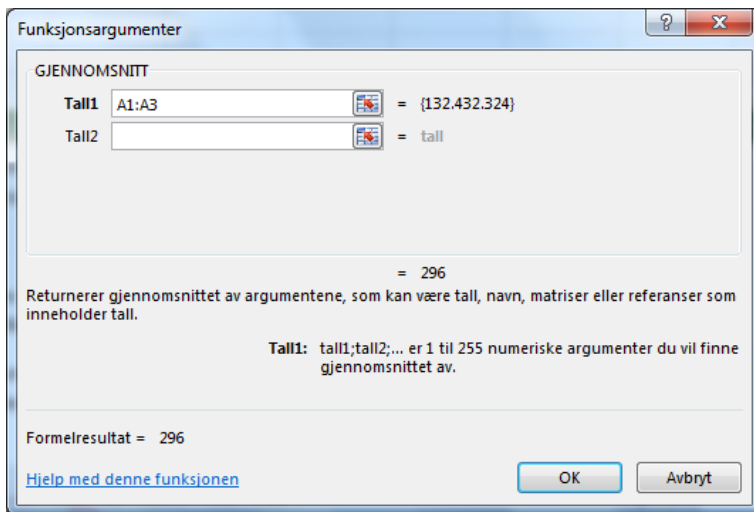 Funksjonsargumenter
GJENNOMSNITT
Tall1 A1:A3 = {132.432.324}
Tall2 = tall
= 296
Returnerer gjennomsnittet av argumentene, som kan være tall, navn, matriser eller referanser som
inneholder tall.
Tall1: tall1;tall2;... er 1 til 255 numeriske argumenter du vil finne
gjennomsnittet av.
Formelresultat = 296
Hjelp med denne funksjonen OK Avbryt